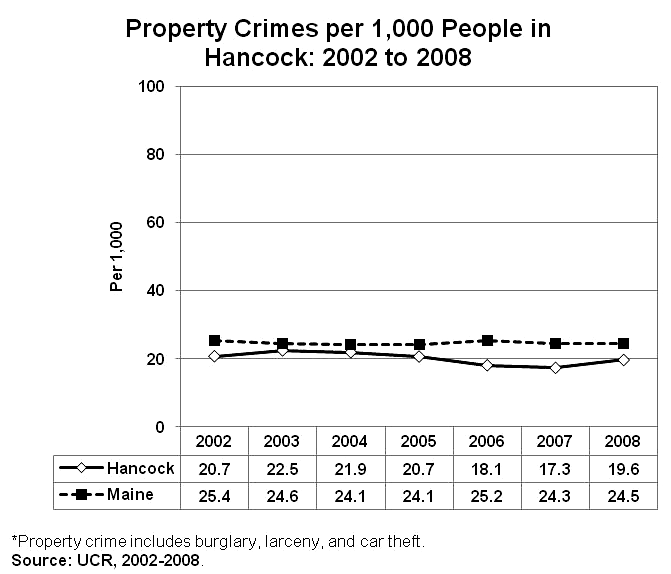 Property Crimes per 1,000 People in
Hancock: 2002 to 2008
100
80
60
40
20
0
Per 1,000
2002 2003 2004 2005 2006 2007 2008
Hancock 20.7 22.5 21.9 20.7 18.1 17.3 19.6
Maine 25.4 24.6 24.1 24.1 25.2 24.3 24.5
*Property crime includes burglary, larceny, and car theft.
Source: UCR, 2002-2008.